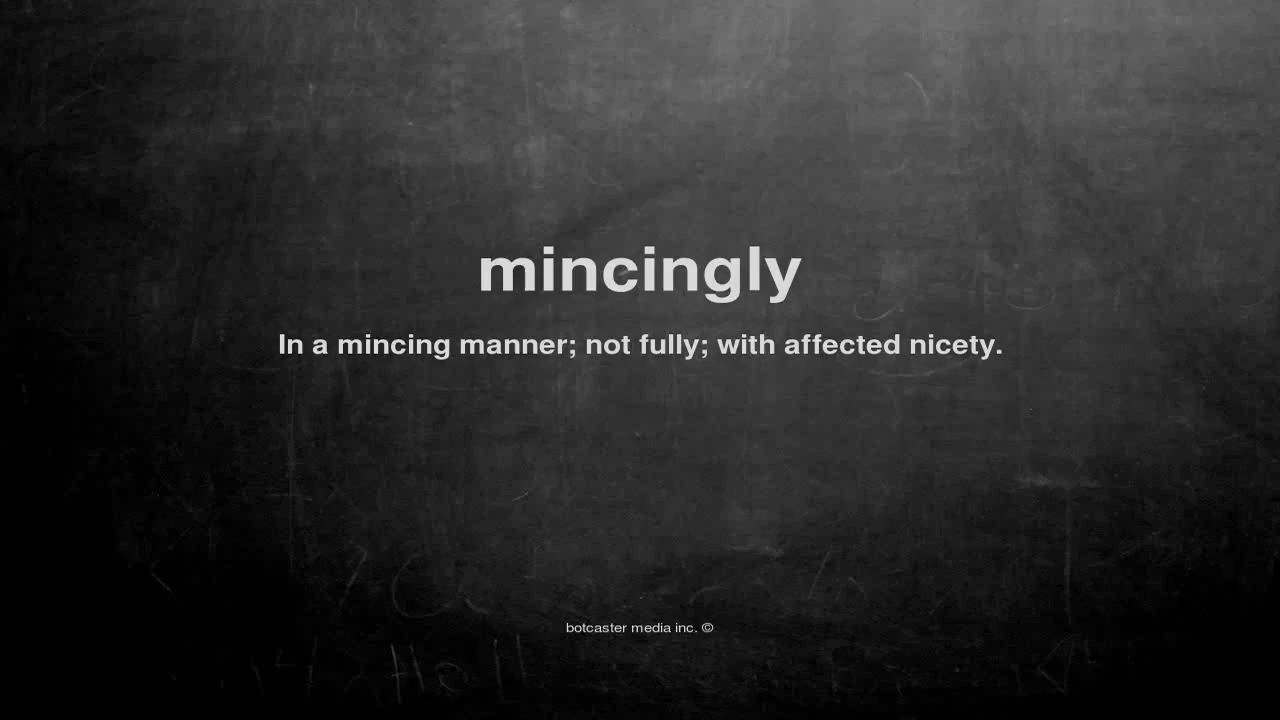 mincingly
In a mincing manner; not fully; with affected nicety.
botcaster media inc. ©